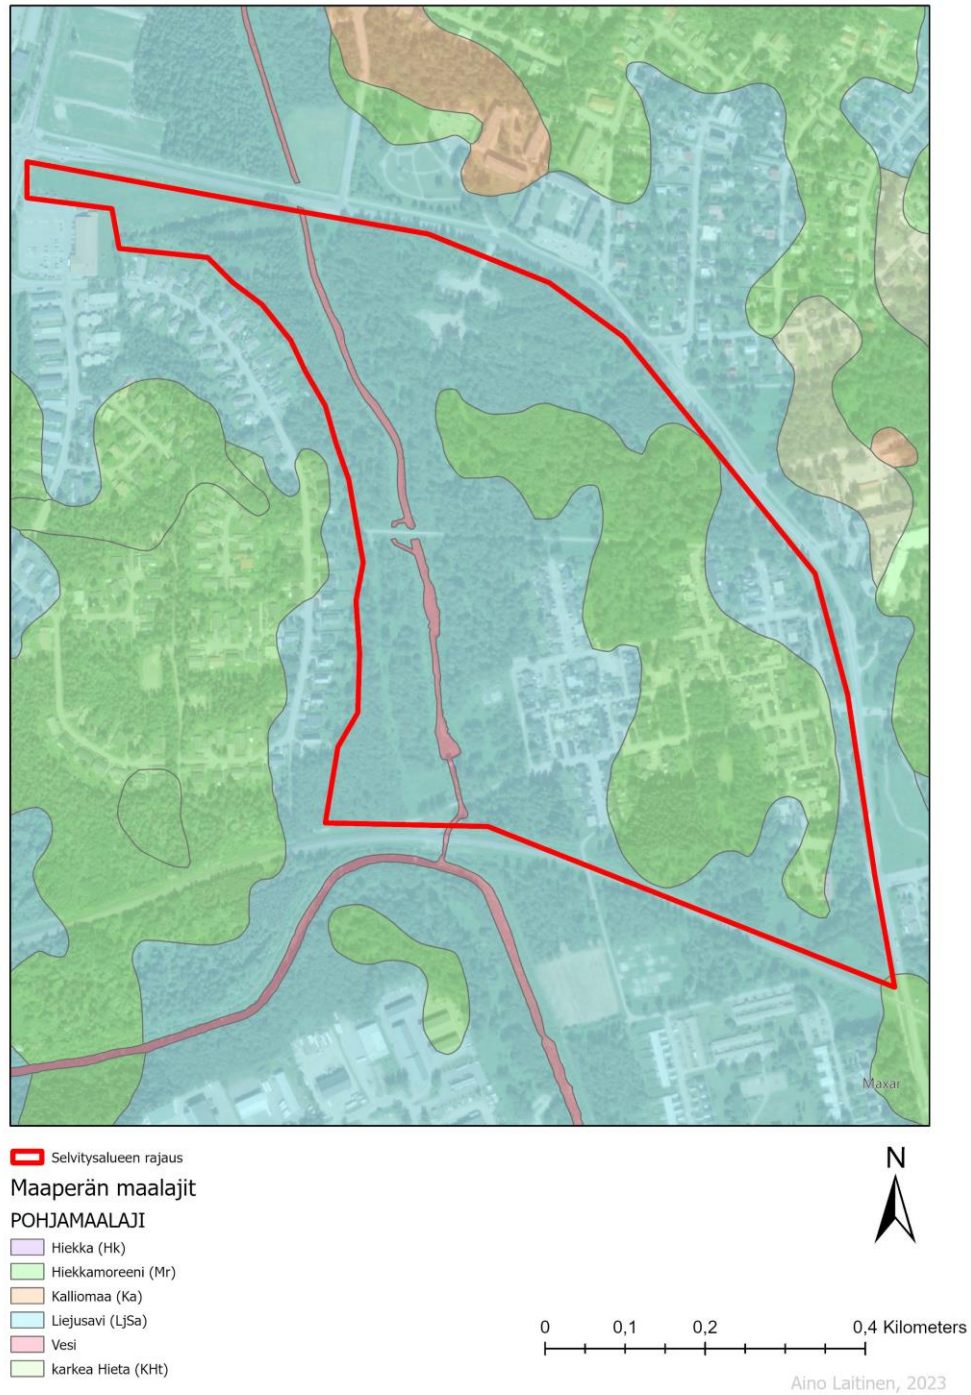 Maxar
Selvitysalueen rajaus
Maaperän maalajit
POHJAMAALAJI
Hiekka (Hk)
Hiekkamoreeni (Mr)
Kalliomaa (Ka)
Liejusavi (LjSa)
Vesi
karkea Hieta (KHt)
N
0 0,1 0,2 0,4 Kilometers
Aino Laitinen, 2023